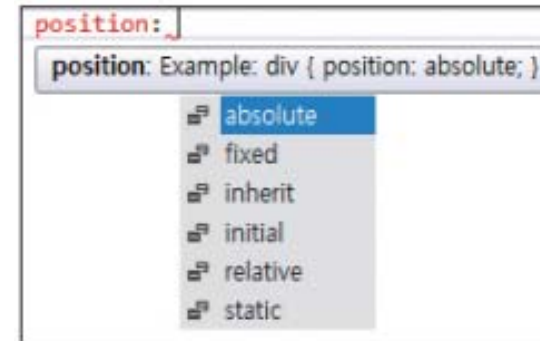 position:
position: Example: div { position: absolute; }
absolute
fixed
inherit
initial
relative
static